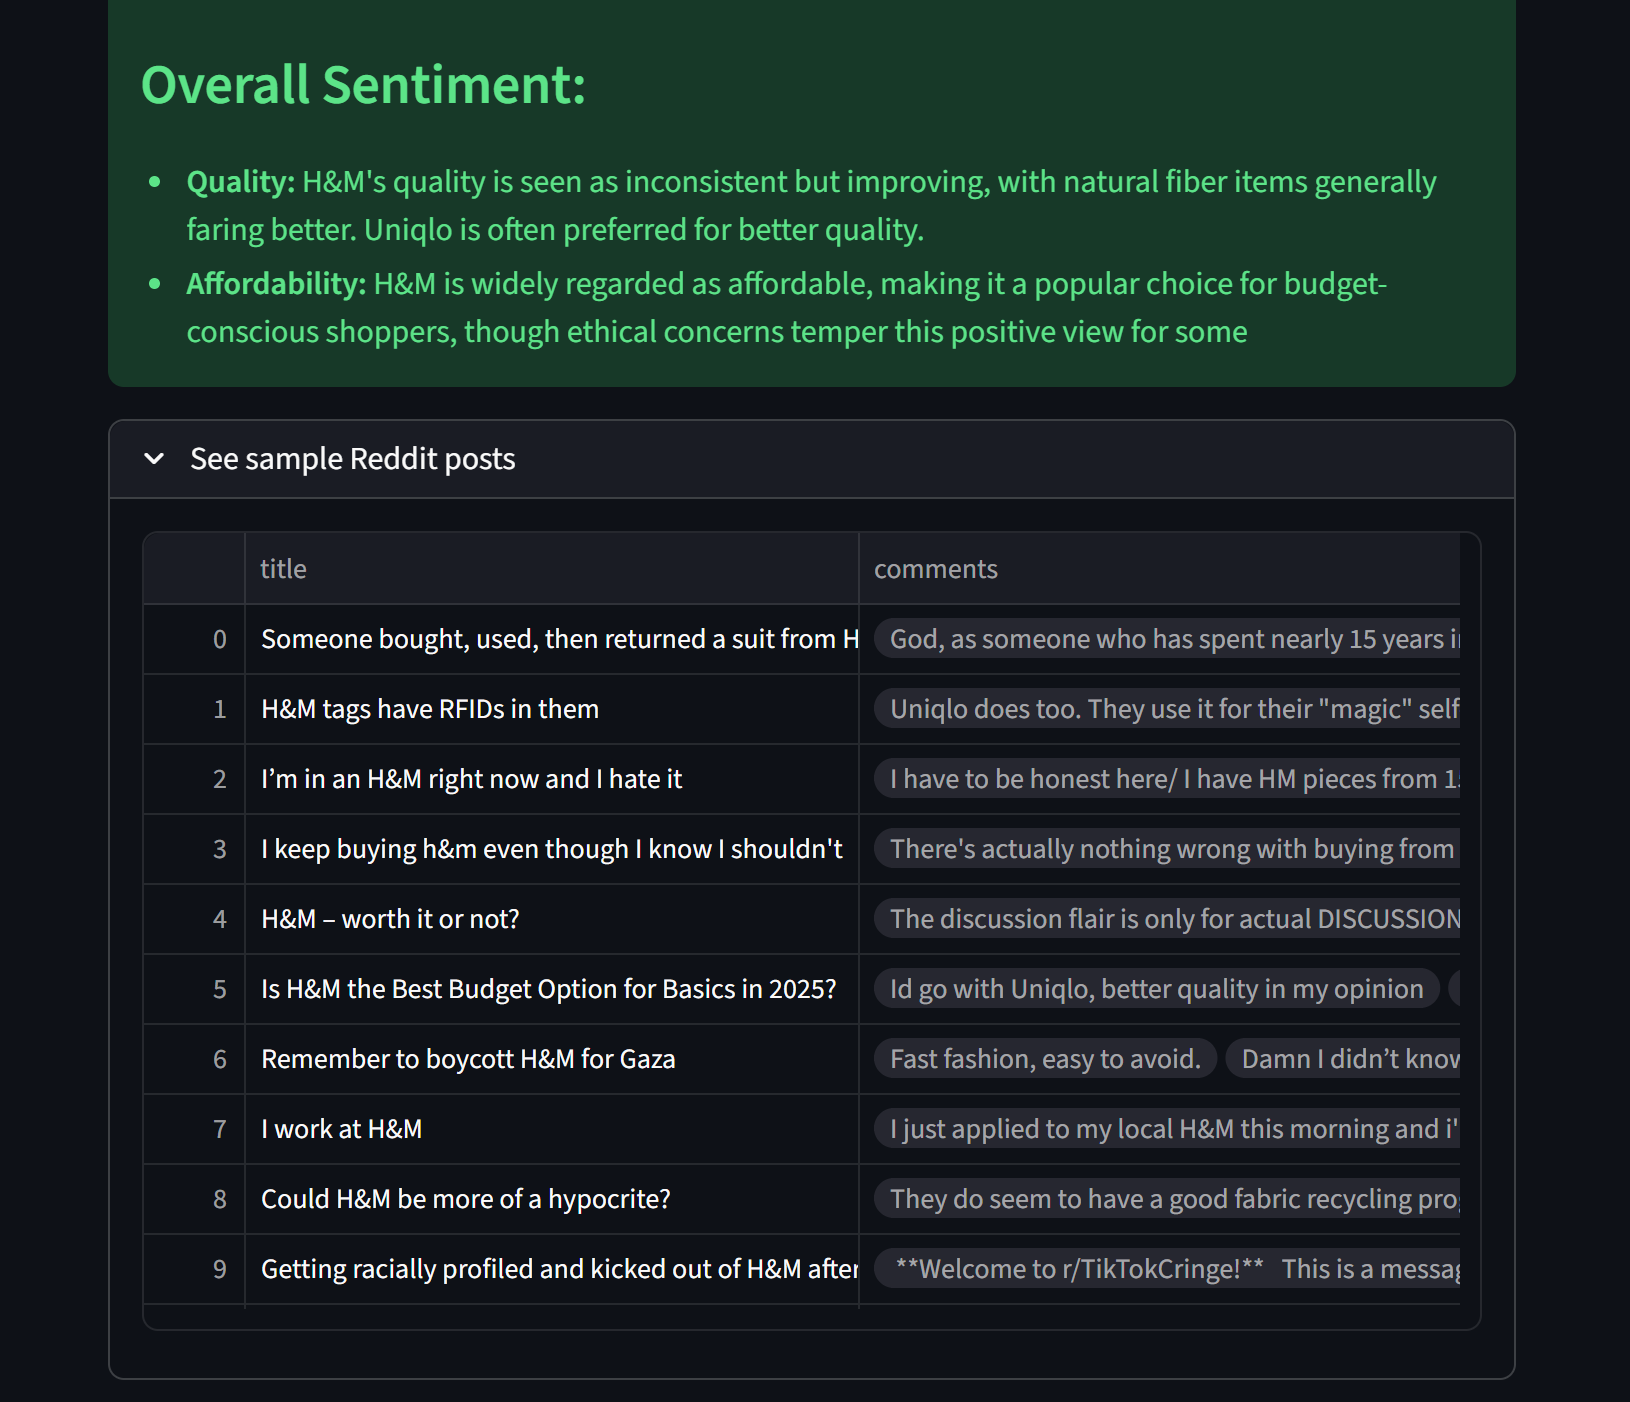 Overall Sentiment:
• Quality: H&M's quality is seen as inconsistent but improving, with natural fiber items generally
faring better. Uniqlo is often preferred for better quality.
• Affordability: H&M is widely regarded as affordable, making it a popular choice for budget-
conscious shoppers, though ethical concerns temper this positive view for some
See sample Reddit posts
title comments
0 Someone bought, used, then returned a suit from H God, as someone who has spent nearly 15 years
1 H&M tags have RFIDs in them Uniqlo does too. They use it for their "magic" self
2 I’m in an H&M right now and I hate it I have to be honest here/ I have HM pieces from
3 I keep buying h&m even though I know I shouldn't There's actually nothing wrong with buying from
4 H&M – worth it or not? The discussion flair is only for actual DISCUSSION
5 Is H&M the Best Budget Option for Basics in 2025? Id go with Uniqlo, better quality in my opinion
6 Remember to boycott H&M for Gaza Fast fashion, easy to avoid. Damn I didn’t know
7 I work at H&M I just applied to my local H&M this morning and i'
8 Could H&M be more of a hypocrite? They do seem to have a good fabric recycling
9 Getting racially profiled and kicked out of H&M after **Welcome to r/TikTokCringe!** This is a